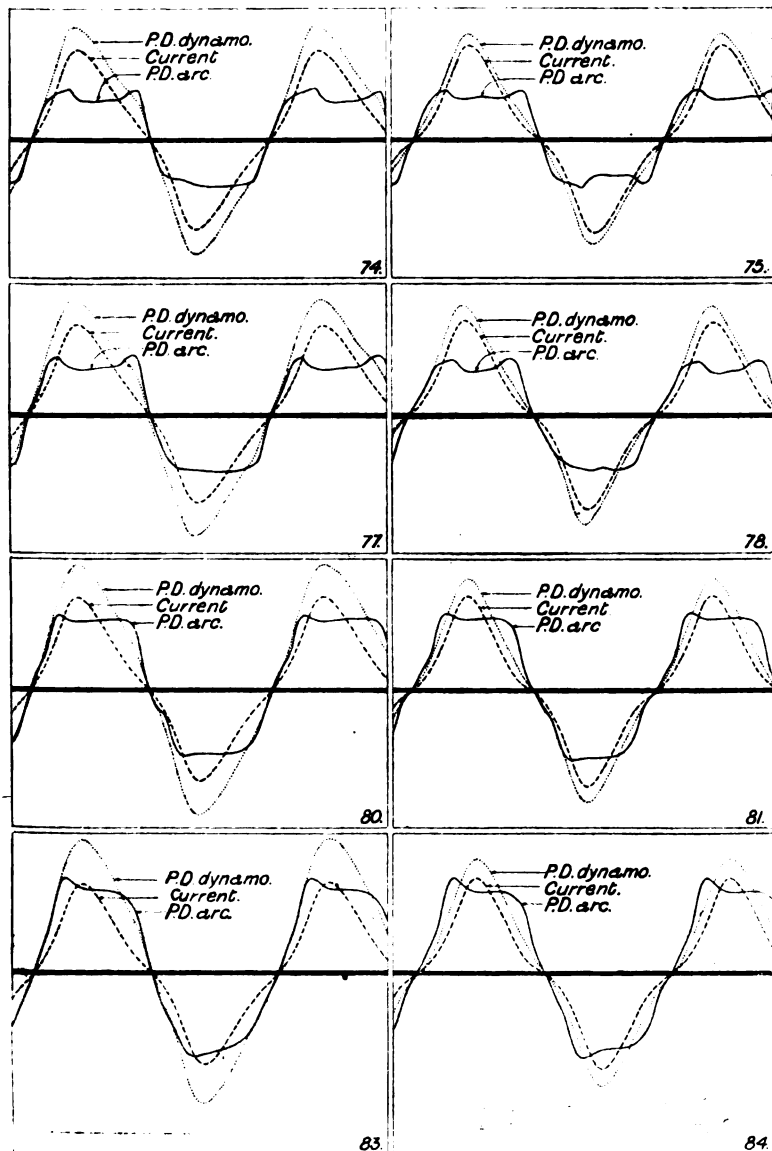 P.D. dynamo.
Current
P.D. arc.
74.
P.D. dynamo.
Current.
P.D. arc.
75.
P.D. dynamo.
Current.
P.D. arc.
77.
P.D. dynamo.
Current.
P.D. arc.
78.
P.D. dynamo.
Current
P.D. arc.
80.
P.D. dynamo.
Current
P.D. arc
81.
P.D. dynamo.
Current.
P.D. arc.
83.
P.D. dynamo.
Current.
P.D. arc.
84.